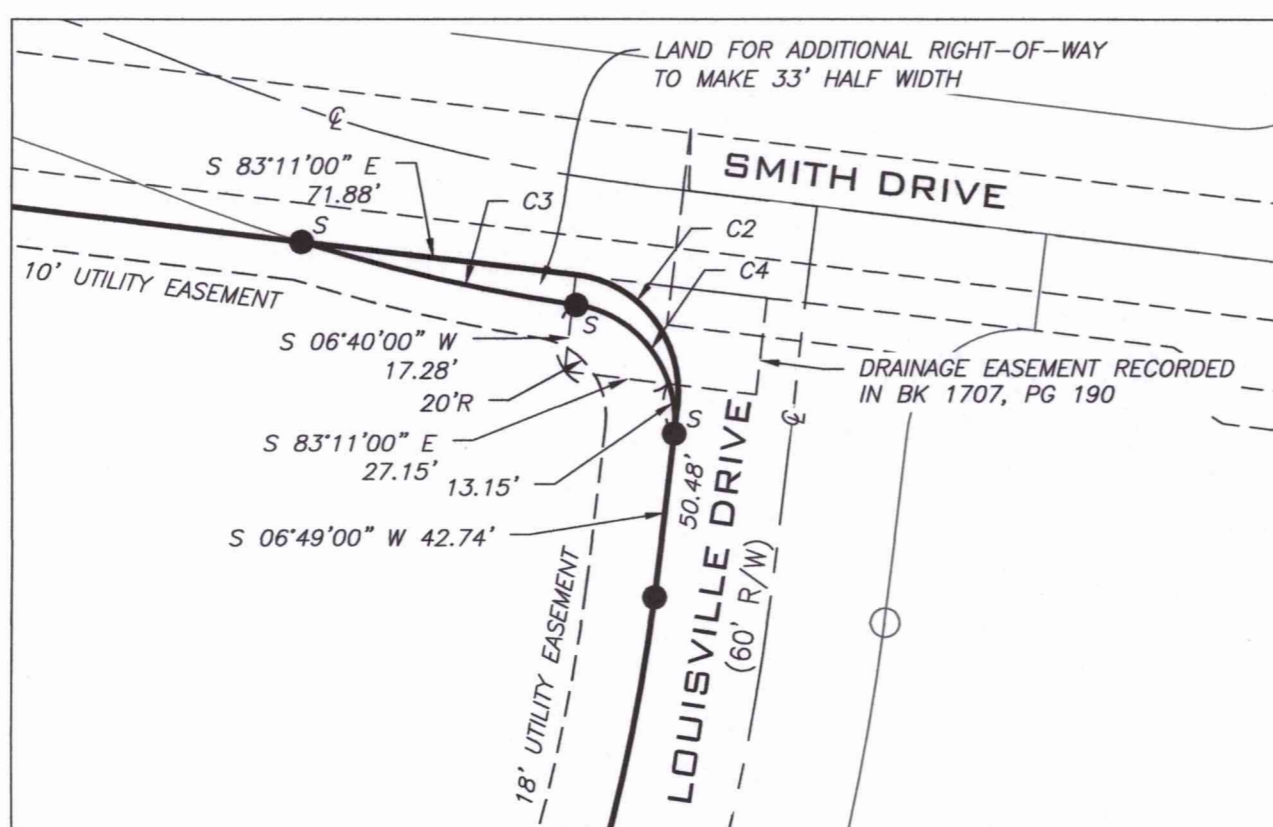 LAND FOR ADDITIONAL RIGHT-OF-WAY
TO MAKE 33' HALF WIDTH
℄
S 83°11'00" E
71.88'
SMITH DRIVE
C3
C2
S
C4
10' UTILITY EASEMENT
S
S 06°40'00" W
17.28'
DRAINAGE EASEMENT RECORDED
IN BK 1707, PG 190
20'R
S
℄
S 83°11'00" E
27.15'
13.15'
50.48'
S 06°49'00" W 42.74'
LOUISVILLE DRIVE
(60' R/W)
18' UTILITY EASEMENT